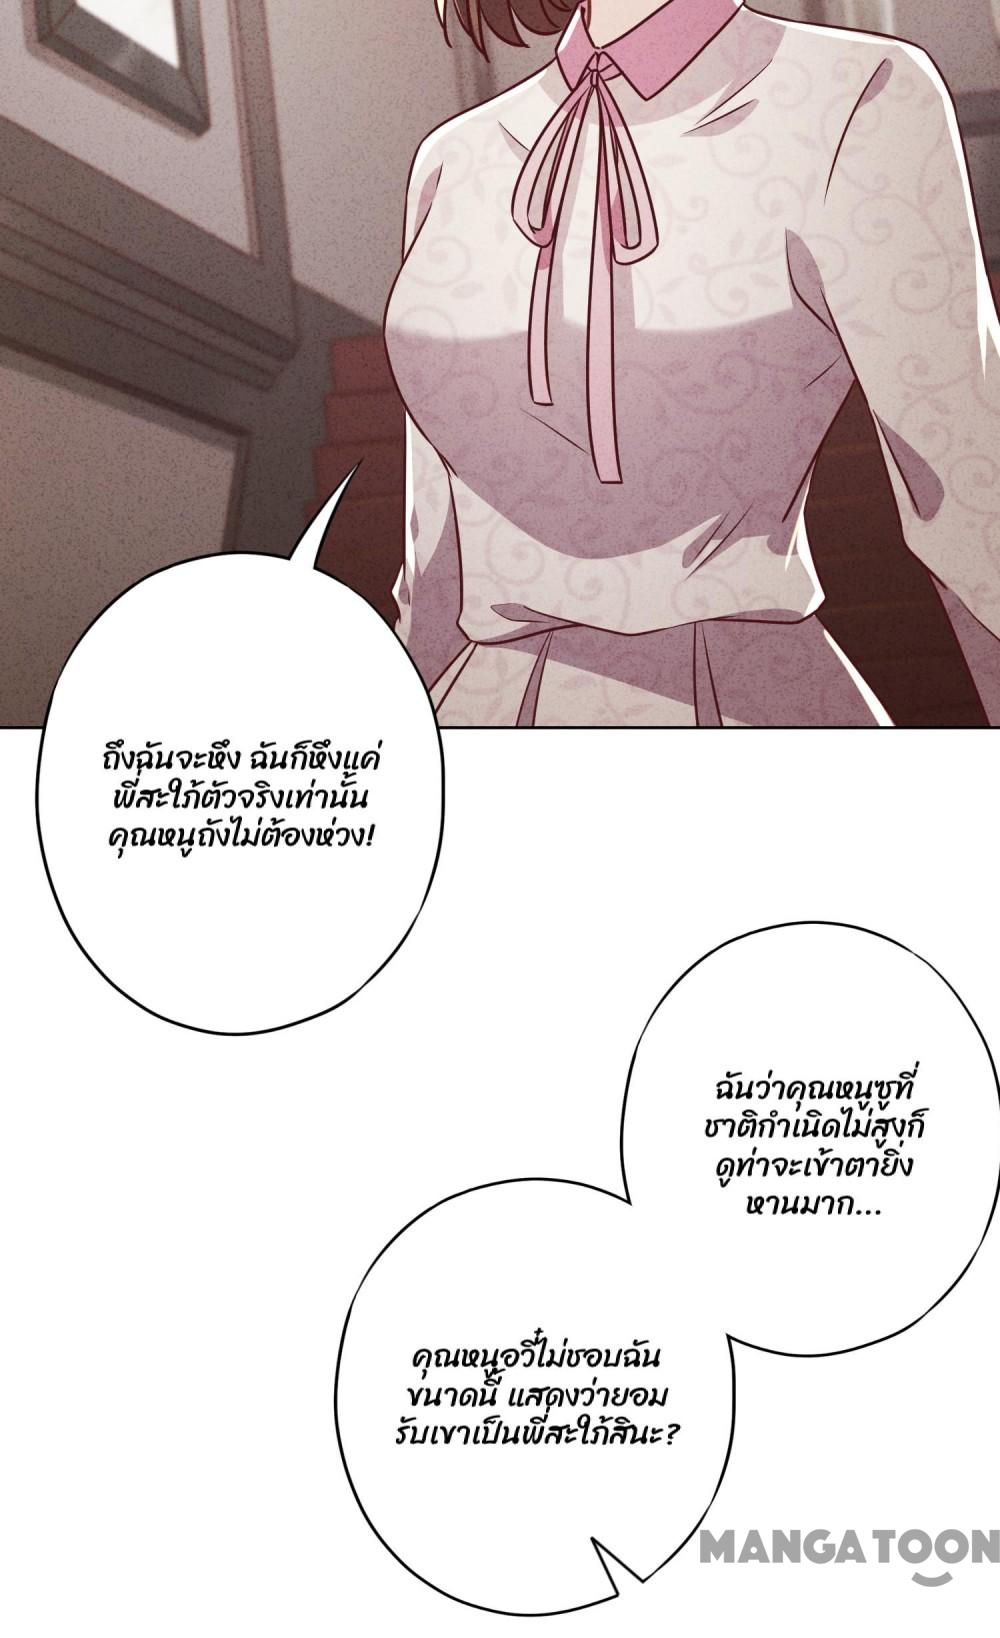 ถึงฉันจะหึง ฉันก็หึงแค่
พี่สะใภ้ตัวจริงเท่านั้น
คุณหนูถังไม่ต้องห่วง!
ฉันว่าคุณหนูซูที่
ชาติกำเนิดไม่สูงก็
ดูท่าจะเข้าตายิ่ง
หานมาก...
คุณหนูอวี๋ไม่ชอบฉัน
ขนาดนี้ แสดงว่ายอม
รับเขาเป็นพี่สะใภ้สินะ?
MANGATOON